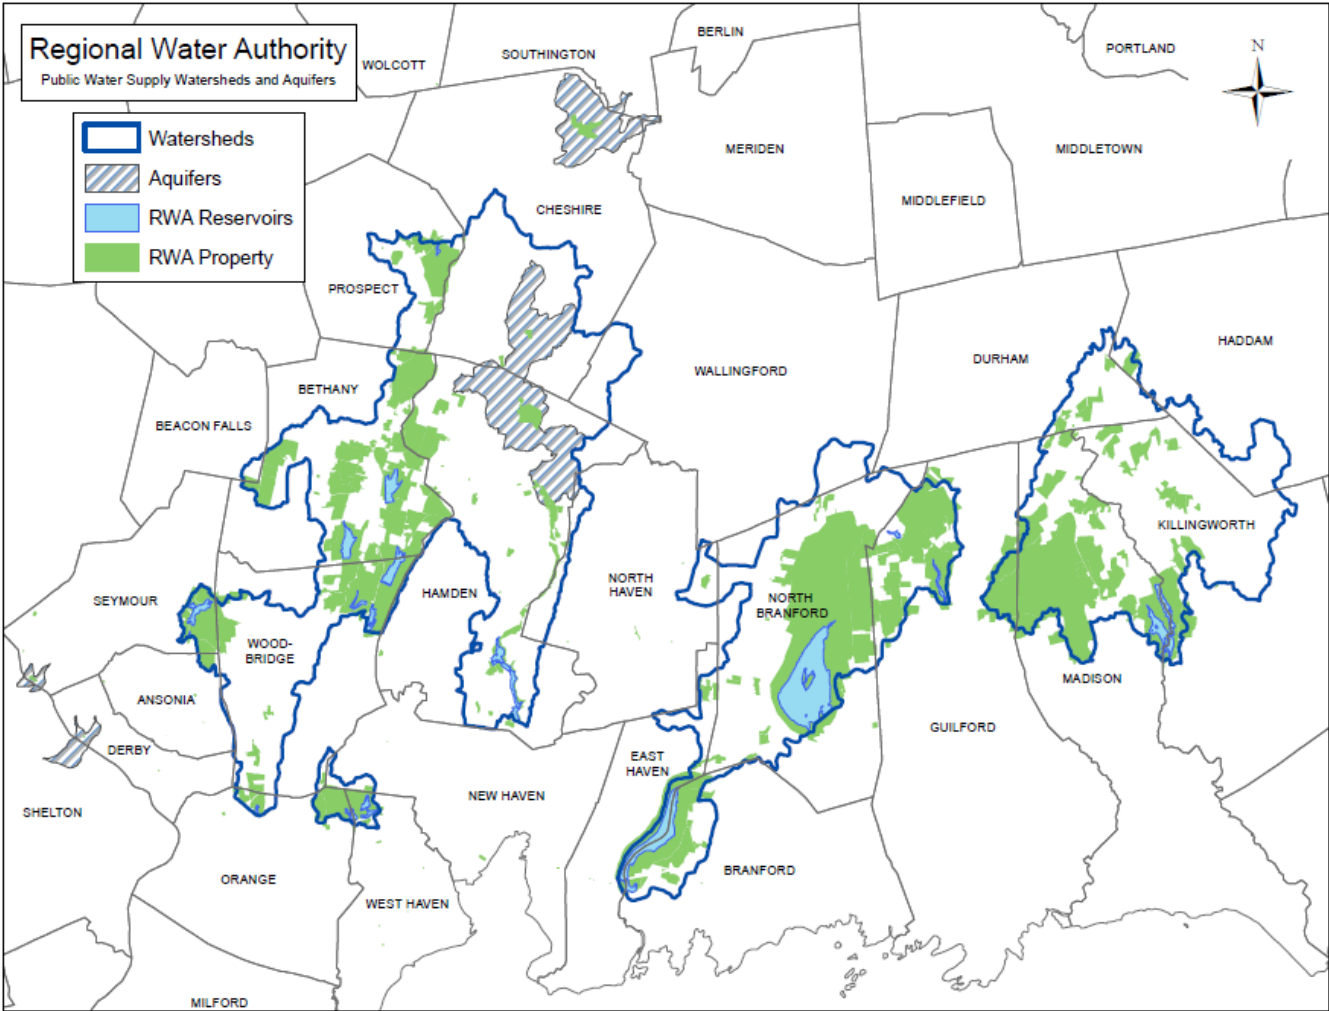 Regional Water Authority
Public Water Supply Watersheds and Aquifers
Watersheds
Aquifers
RWA Reservoirs
RWA Property
N
BERLIN
PORTLAND
SOUTHINGTON
WOLCOTT
MERIDEN
MIDDLETOWN
MIDDLEFIELD
CHESHIRE
PROSPECT
HADDAM
DURHAM
WALLINGFORD
BETHANY
BEACON FALLS
KILLINGWORTH
NORTH
HAVEN
HAMDEN
NORTH
BRANFORD
SEYMOUR
WOOD-
BRIDGE
MADISON
ANSONIA
GUILFORD
DERBY
EAST
HAVEN
NEW HAVEN
SHELTON
BRANFORD
ORANGE
WEST HAVEN
MILFORD